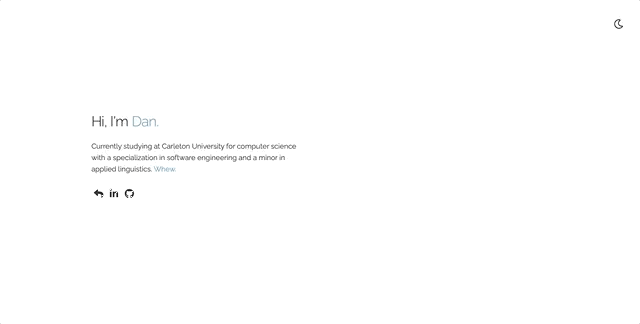 Hi, I'm Dan.
Currently studying at Carleton University for computer science
with a specialization in software engineering and a minor in
applied linguistics. Whew.